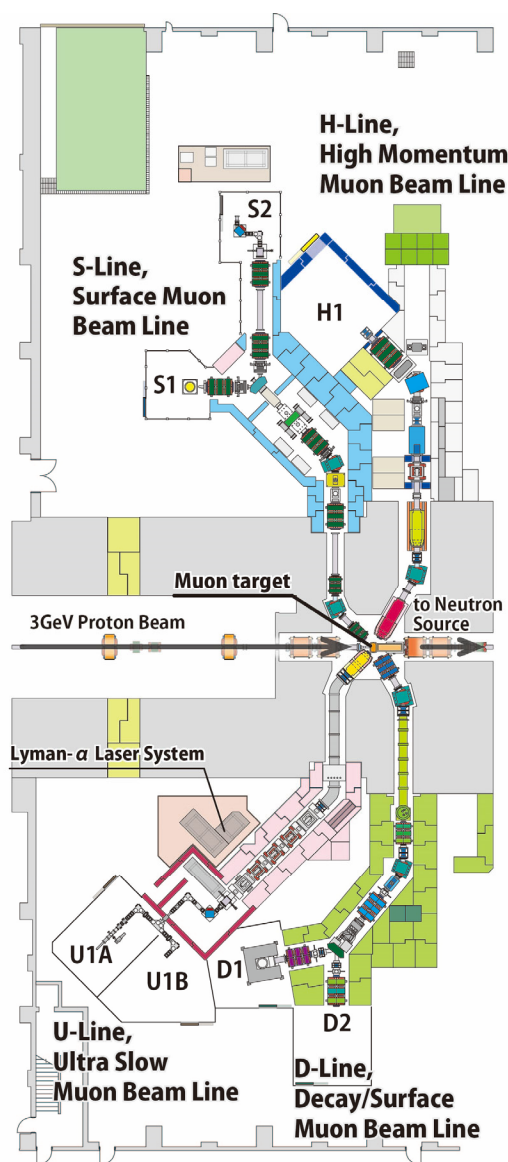 H-Line,
High Momentum
Muon Beam Line
S2
S-Line,
Surface Muon
Beam Line
H1
S1
Muon target
to Neutron
Source
3GeV Proton Beam
Lyman-α Laser System
U1A
U1B
D1
D2
U-Line,
Ultra Slow
Muon Beam Line
D-Line,
Decay/Surface
Muon Beam Line